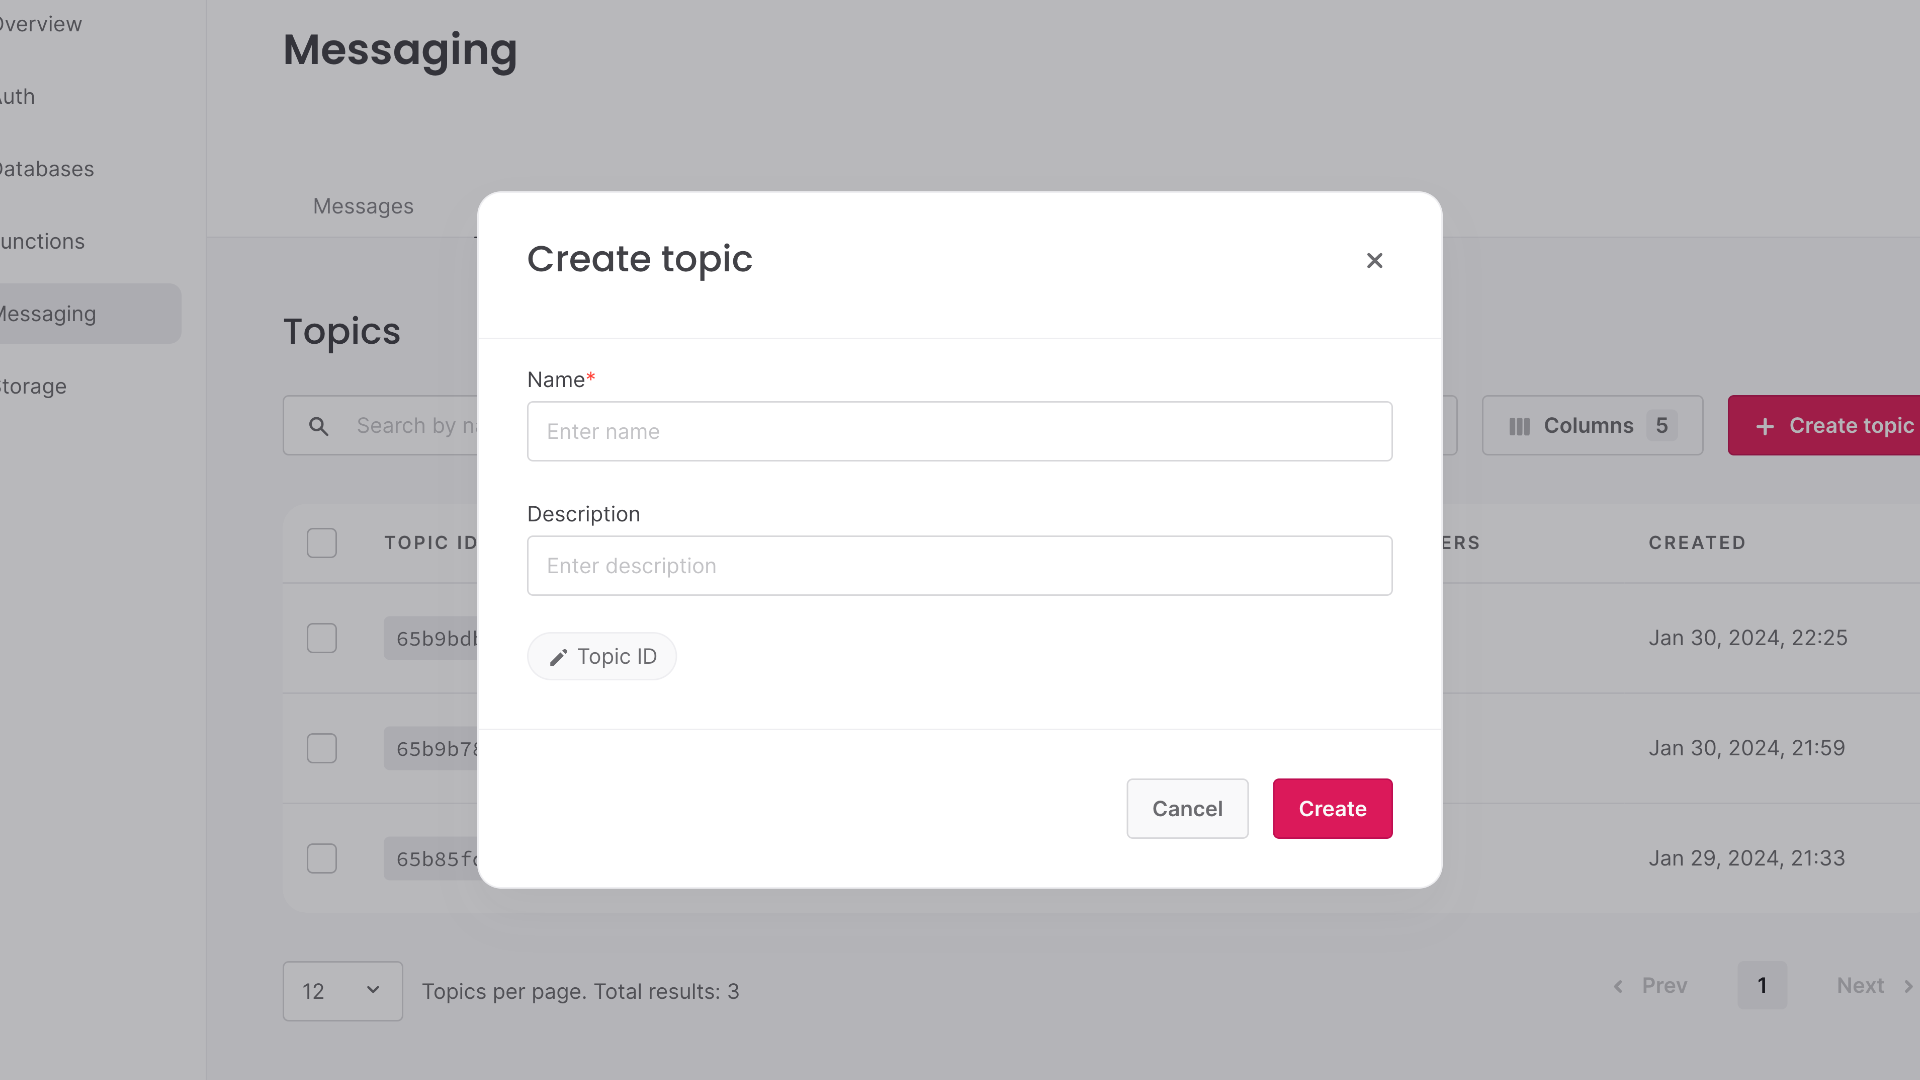 Overview
Auth
Databases
Functions
Messaging
Storage
Messaging
Messages
Topics
Search by na
Columns 5
+ Create topic
TOPIC ID
ERS
CREATED
65b9bdb
Jan 30, 2024, 22:25
65b9b78
Jan 30, 2024, 21:59
65b85fc
Jan 29, 2024, 21:33
12
Topics per page. Total results: 3
Prev
1
Next
Create topic
Name*
Enter name
Description
Enter description
Topic ID
Cancel
Create